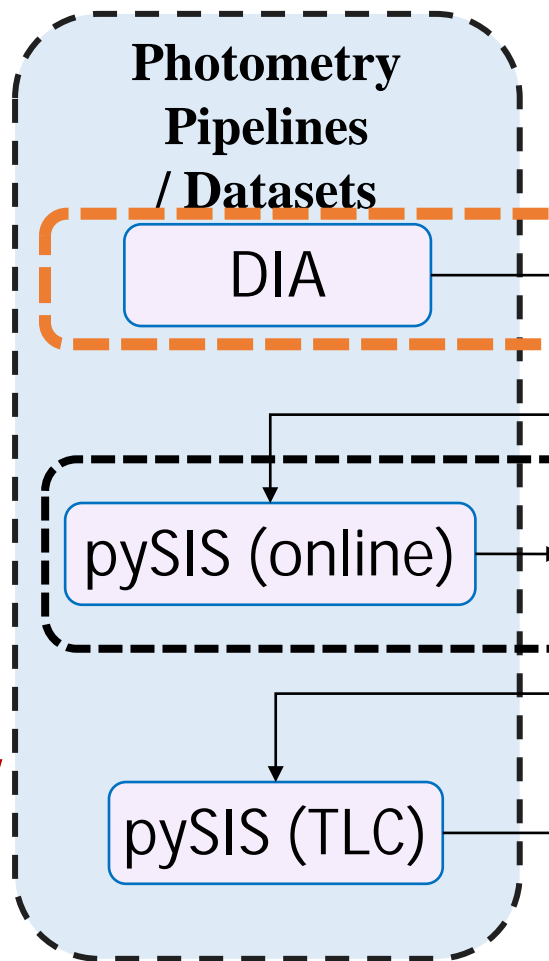 Photometry
Pipelines
/ Datasets
DIA
pySIS (online)
pySIS (TLC)